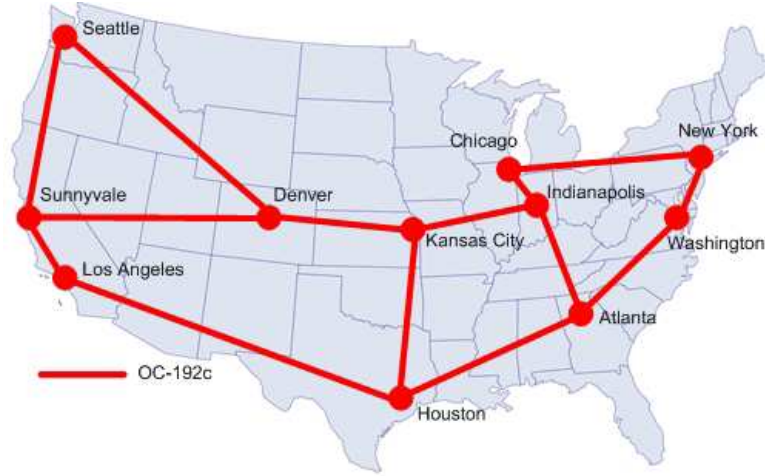 Seattle
Chicago
New York
Sunnyvale
Denver
Indianapolis
Kansas City
Washington
Los Angeles
Atlanta
OC-192c
Houston